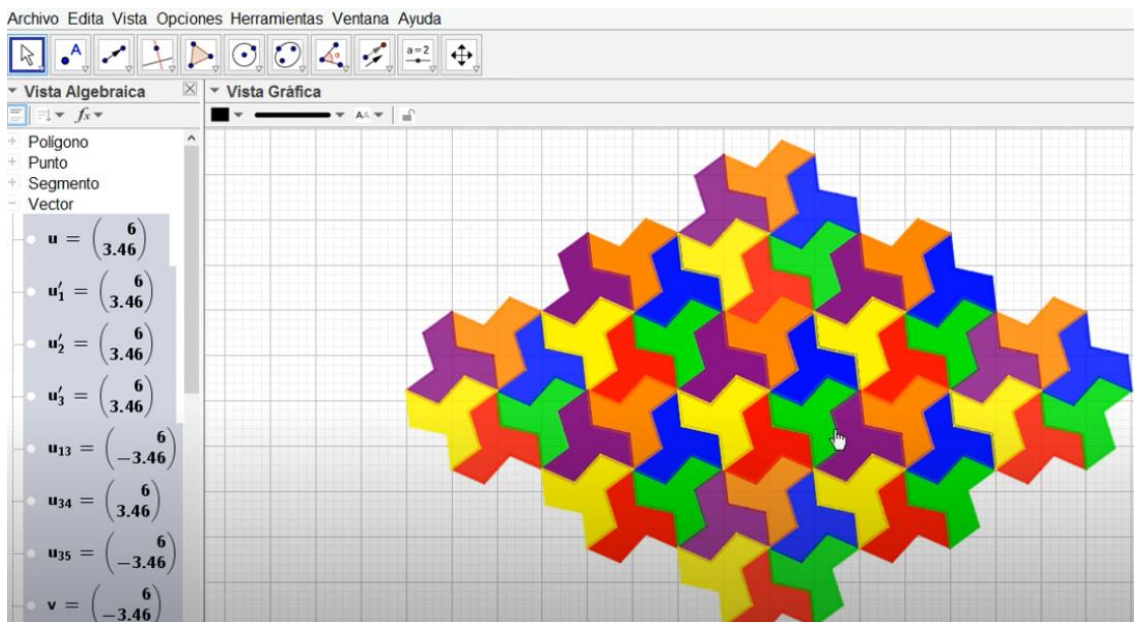 Archivo Edita Vista Opciones Herramientas Ventana Ayuda
A α a=2
Vista Algebraica
Vista Gráfica
fx
AA
Polígono
Punto
Segmento
Vector
u = (6 3.46)
u′1 = (6 3.46)
u′2 = (6 3.46)
u′3 = (6 3.46)
u13 = (6 −3.46)
u34 = (6 3.46)
u35 = (6 −3.46)
v = (6 −3.46)